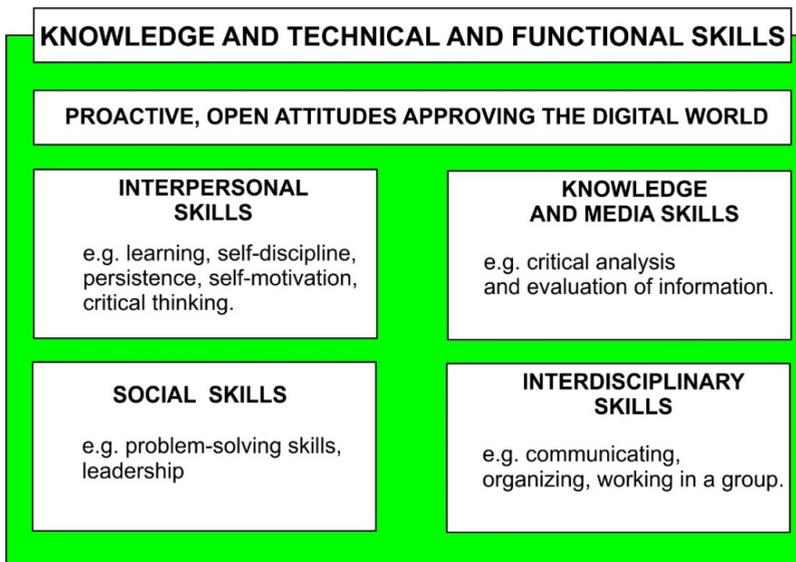 KNOWLEDGE AND TECHNICAL AND FUNCTIONAL SKILLS
PROACTIVE, OPEN ATTITUDES APPROVING THE DIGITAL WORLD
INTERPERSONAL
SKILLS
e.g. learning, self-discipline,
persistence, self-motivation,
critical thinking.
KNOWLEDGE
AND MEDIA SKILLS
e.g. critical analysis
and evaluation of information.
SOCIAL SKILLS
e.g. problem-solving skills,
leadership
INTERDISCIPLINARY
SKILLS
e.g. communicating,
organizing, working in a group.